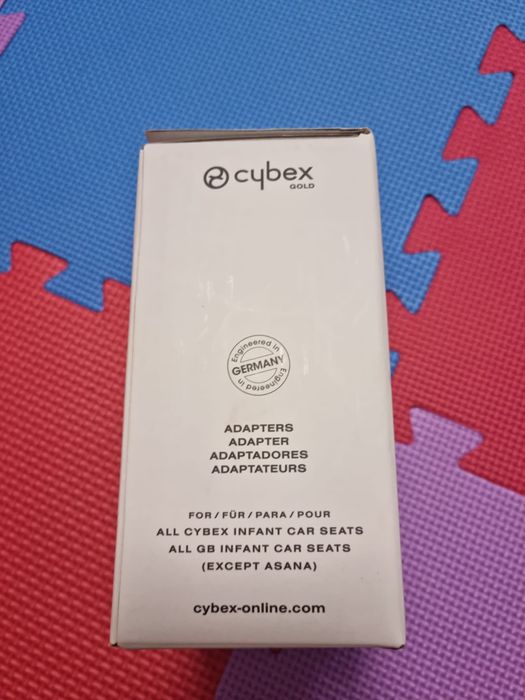 cybex
GOLD
Engineered in
GERMANY
Engineered in
ADAPTERS
ADAPTER
ADAPTADORES
ADAPTATEURS
FOR / FÜR / PARA / POUR
ALL CYBEX INFANT CAR SEATS
ALL GB INFANT CAR SEATS
(EXCEPT ASANA)
cybex-online.com